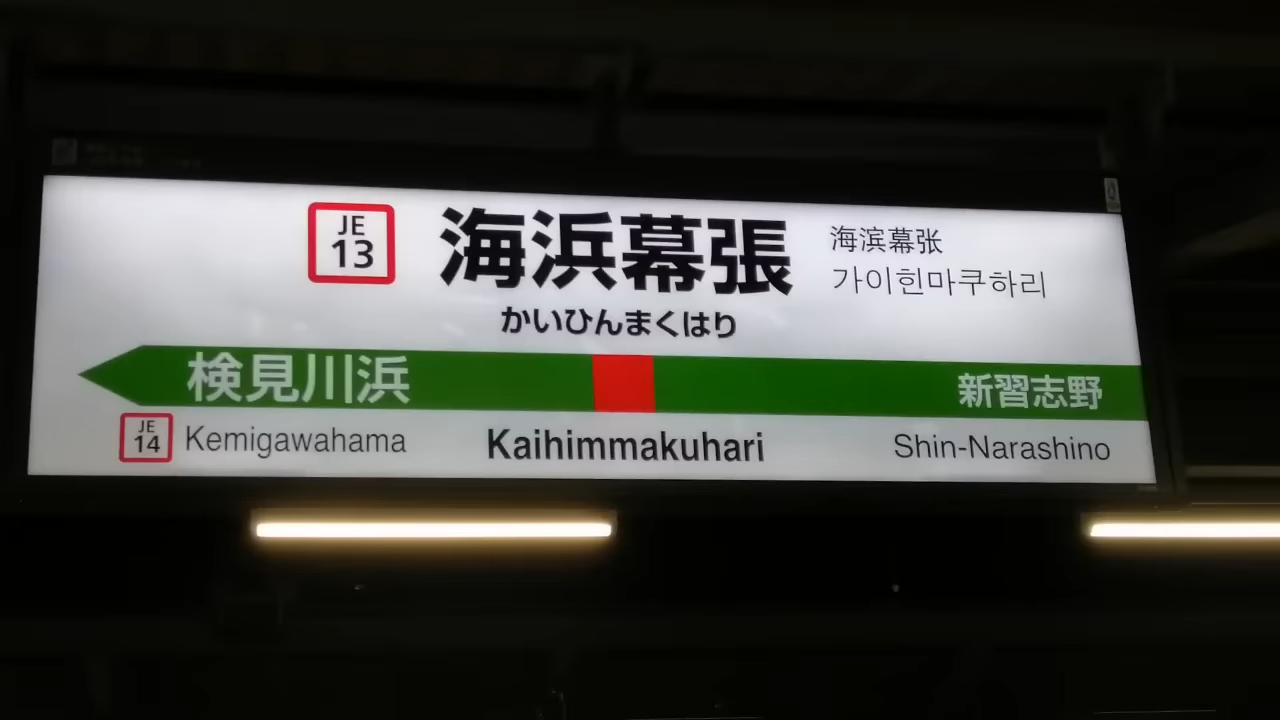 JE
13
海浜幕張
海滨幕张
가이힌마쿠하리
かいひんまくはり
検見川浜
新習志野
JE
14
Kemigawahama
Kaihimmakuhari
Shin-Narashino